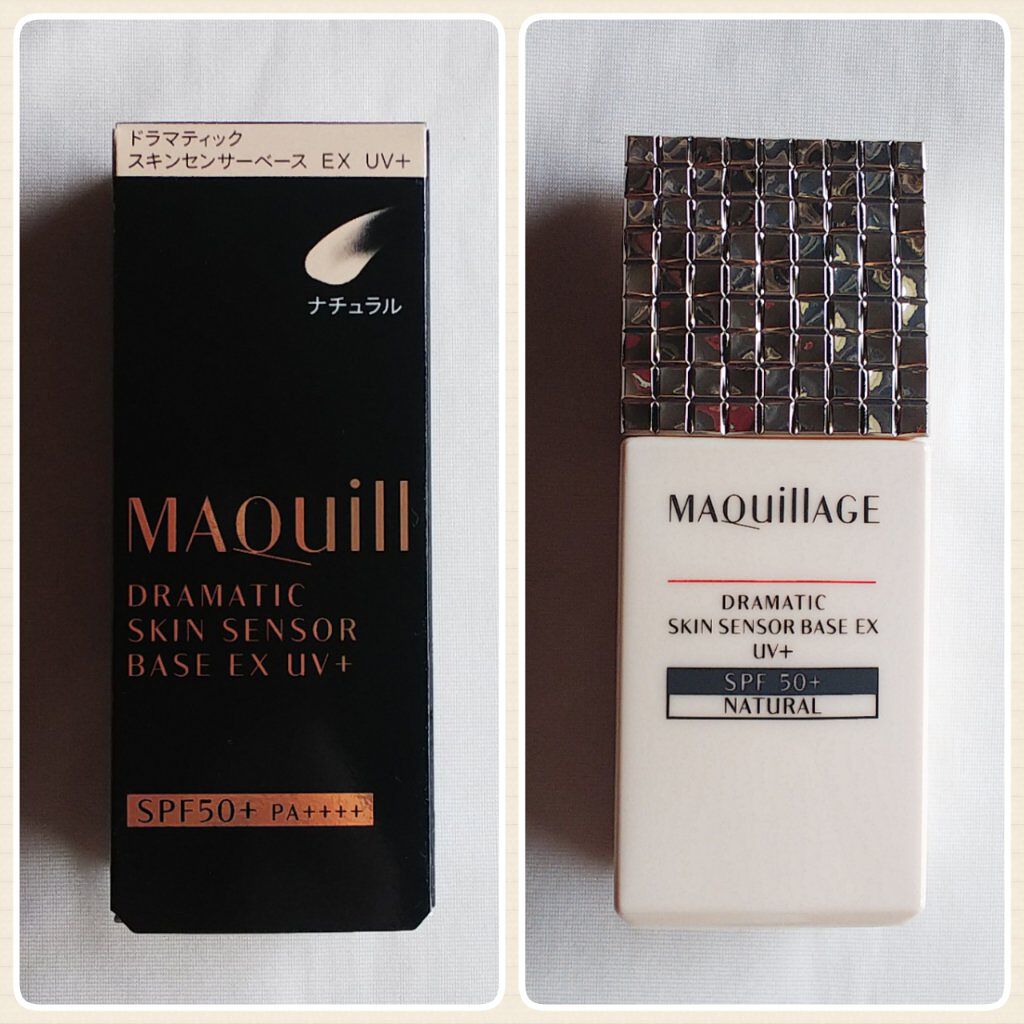 ドラマティック
スキンセンサーベース EX UV+
ナチュラル
MAQuill
DRAMATIC
SKIN SENSOR
BASE EX UV+
SPF50+ PA++++
MAQuillAGE
DRAMATIC
SKIN SENSOR BASE EX
UV+
SPF 50+
NATURAL